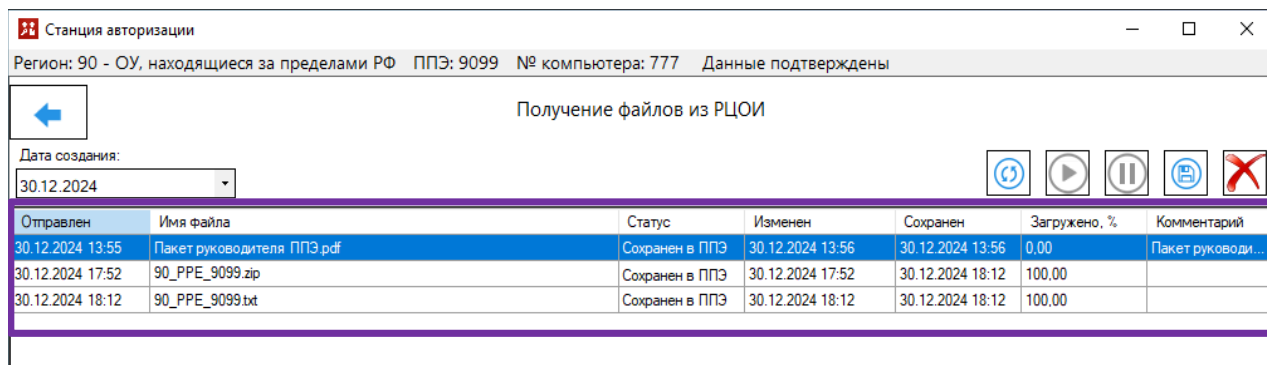 Станция авторизации
Регион: 90 - ОУ, находящиеся за пределами РФ ППЭ: 9099 № компьютера: 777 Данные подтверждены
Получение файлов из РЦОИ
Дата создания:
30.12.2024
Отправлен Имя файла Статус Изменен Сохранен Загружено, % Комментарий
30.12.2024 13:55 Пакет руководителя ППЭ.pdf Сохранен в ППЭ 30.12.2024 13:56 30.12.2024 13:56 0,00 Пакет руководи...
30.12.2024 17:52 90_PPE_9099.zip Сохранен в ППЭ 30.12.2024 17:52 30.12.2024 18:12 100,00
30.12.2024 18:12 90_PPE_9099.txt Сохранен в ППЭ 30.12.2024 18:12 30.12.2024 18:12 100,00